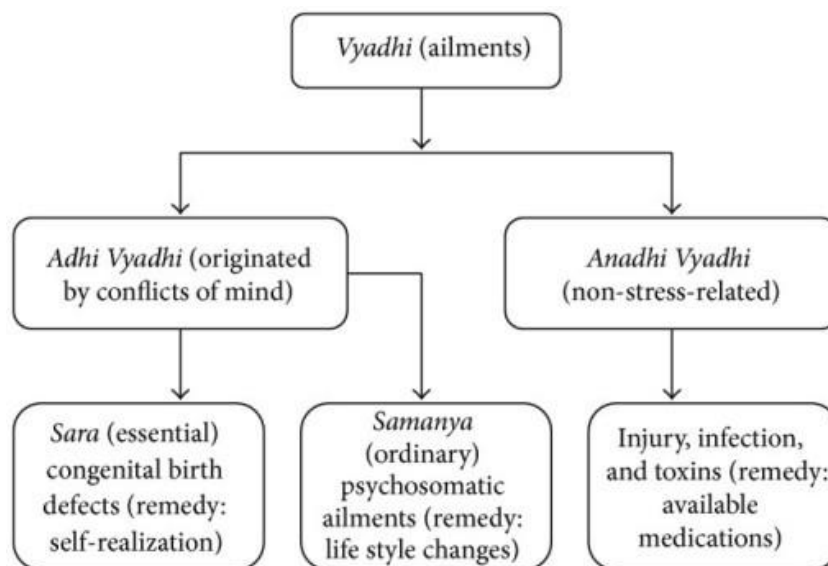 Vyadhi (ailments)
Adhi Vyadhi (originated
by conflicts of mind)
Anadhi Vyadhi
(non-stress-related)
Sara (essential)
congenital birth
defects (remedy:
self-realization)
Samanya
(ordinary)
psychosomatic
ailments (remedy:
life style changes)
Injury, infection,
and toxins (remedy:
available
medications)